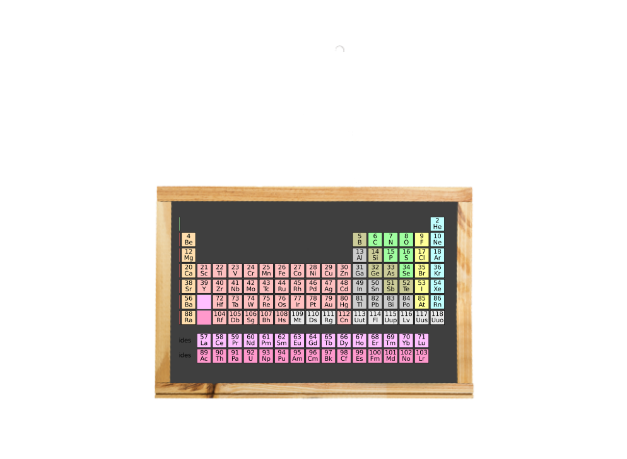 2
He
4 5 6 7 8 9 10
Be B C N O F Ne
12 13 14 15 16 17 18
Mg Al Si P S Cl Ar
20 21 22 23 24 25 26 27 28 29 30 31 32 33 34 35 36
Ca Sc Ti V Cr Mn Fe Co Ni Cu Zn Ga Ge As Se Br Kr
38 39 40 41 42 43 44 45 46 47 48 49 50 51 52 53 54
Sr Y Zr Nb Mo Tc Ru Rh Pd Ag Cd In Sn Sb Te I Xe
56 72 73 74 75 76 77 78 79 80 81 82 83 84 85 86
Ba Hf Ta W Re Os Ir Pt Au Hg Tl Pb Bi Po At Rn
88 104 105 106 107 108 109 110 111 112 113 114 115 116 117 118
Ra Rf Db Sg Bh Hs Mt Ds Rg Cn Uut Fl Uup Lv Uus Uuo
57 58 59 60 61 62 63 64 65 66 67 68 69 70 71
ides La Ce Pr Nd Pm Sm Eu Gd Tb Dy Ho Er Tm Yb Lu
89 90 91 92 93 94 95 96 97 98 99 100 101 102 103
ides Ac Th Pa U Np Pu Am Cm Bk Cf Es Fm Md No Lr